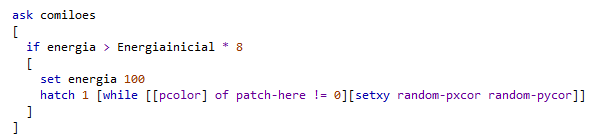 ask comiloes
[
if energia > Energiainicial * 8
[
set energia 100
hatch 1 [while [[pcolor] of patch-here != 0][setxy random-pxcor random-pycor]]
]
]